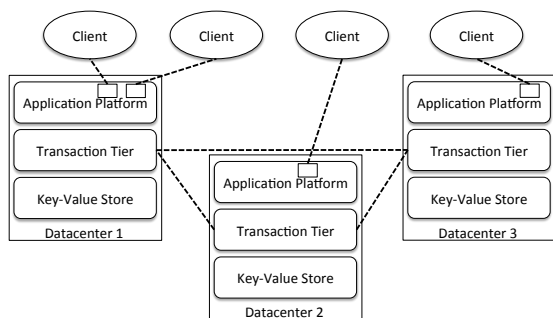 Client
Client
Client
Client
Application Platform
Transaction Tier
Key-Value Store
Datacenter 1
Application Platform
Transaction Tier
Key-Value Store
Datacenter 2
Application Platform
Transaction Tier
Key-Value Store
Datacenter 3